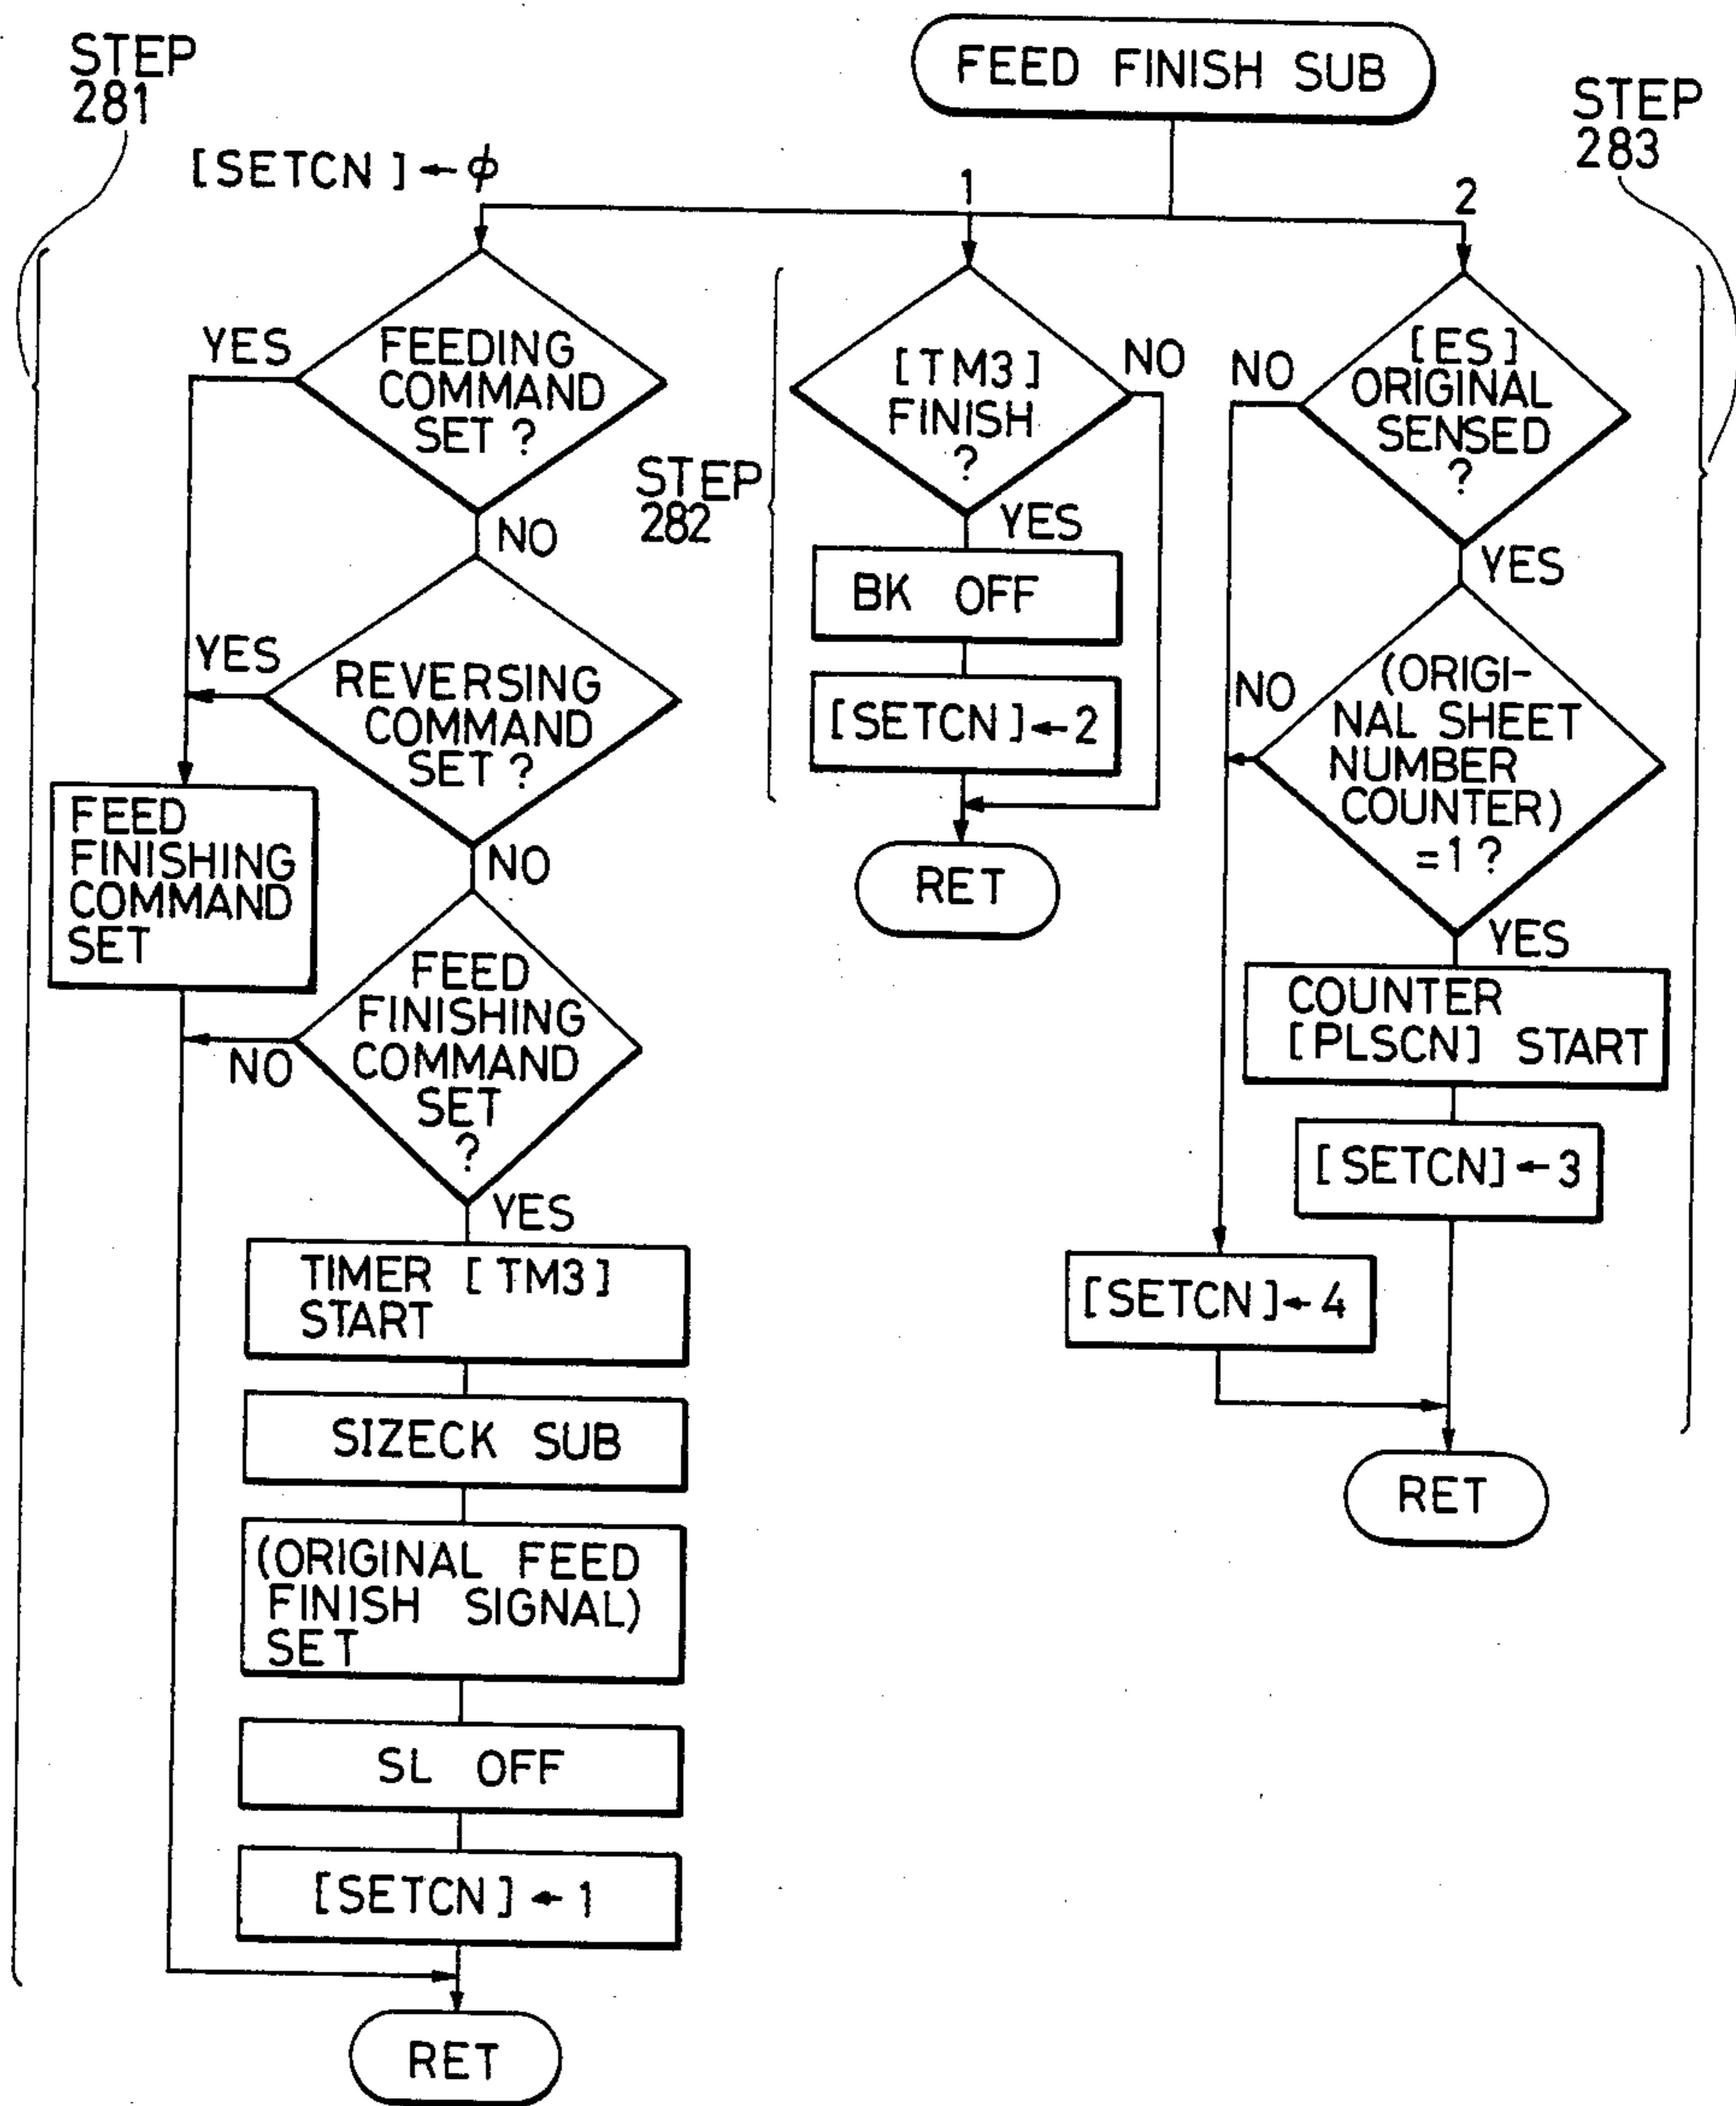 FEED FINISH SUB
STEP
281
STEP
283
[SETCN]←ϕ
1
2
YES
FEEDING
COMMAND
SET ?
NO
YES
REVERSING
COMMAND
SET ?
NO
FEED
FINISHING
COMMAND
SET
FEED
FINISHING
COMMAND
SET
?
NO
YES
TIMER [TM3]
START
SIZECK SUB
(ORIGINAL FEED
FINISH SIGNAL)
SET
SL OFF
[SETCN]←1
RET
STEP
282
[TM3]
FINISH
?
NO
YES
BK OFF
[SETCN]←2
RET
[ES]
ORIGINAL
SENSED
?
NO
YES
(ORIGI-
NAL SHEET
NUMBER
COUNTER)
=1 ?
NO
YES
COUNTER
[PLSCN] START
[SETCN]←3
[SETCN]←4
RET